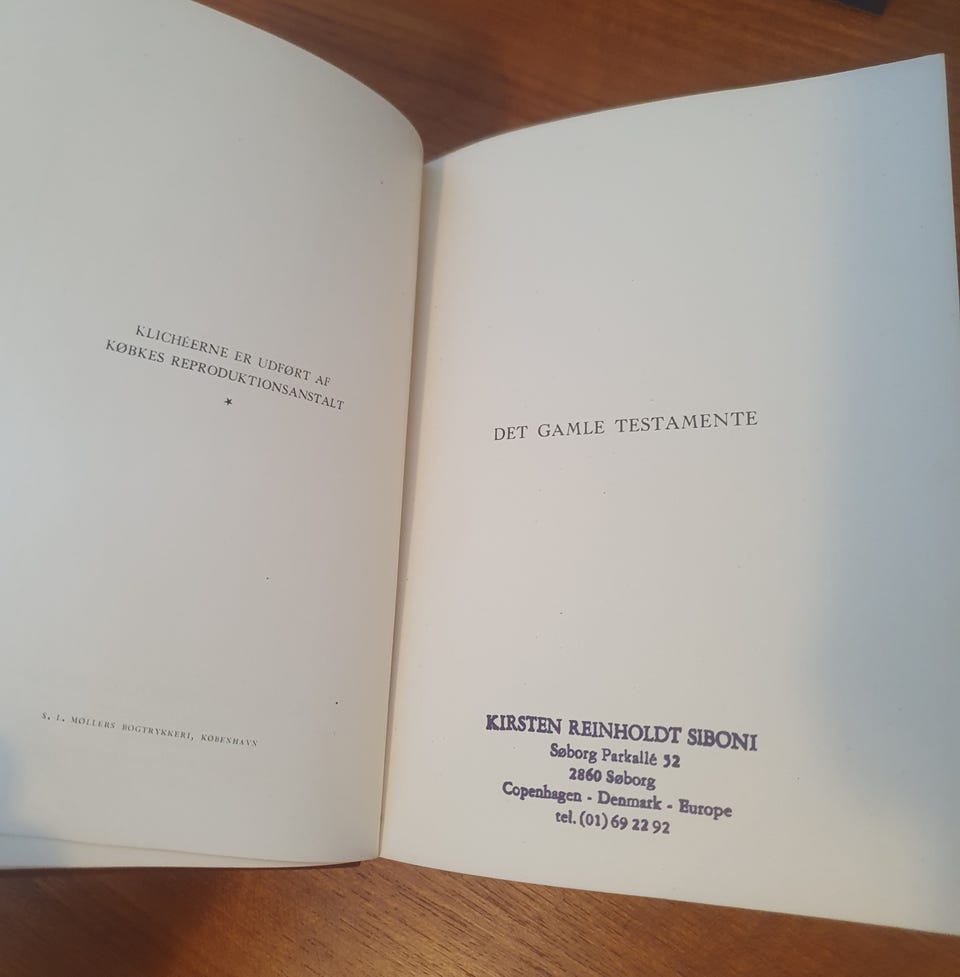 KLICHÉERNE ER UDFØRT AF
KØBKES REPRODUKTIONSANSTALT
*
S. L. MØLLERS BOGTRYKKERI, KØBENHAVN
DET GAMLE TESTAMENTE
KIRSTEN REINHOLDT SIBONI
Søborg Parkallé 52
2860 Søborg
Copenhagen - Denmark - Europe
tel. (01) 69 22 92